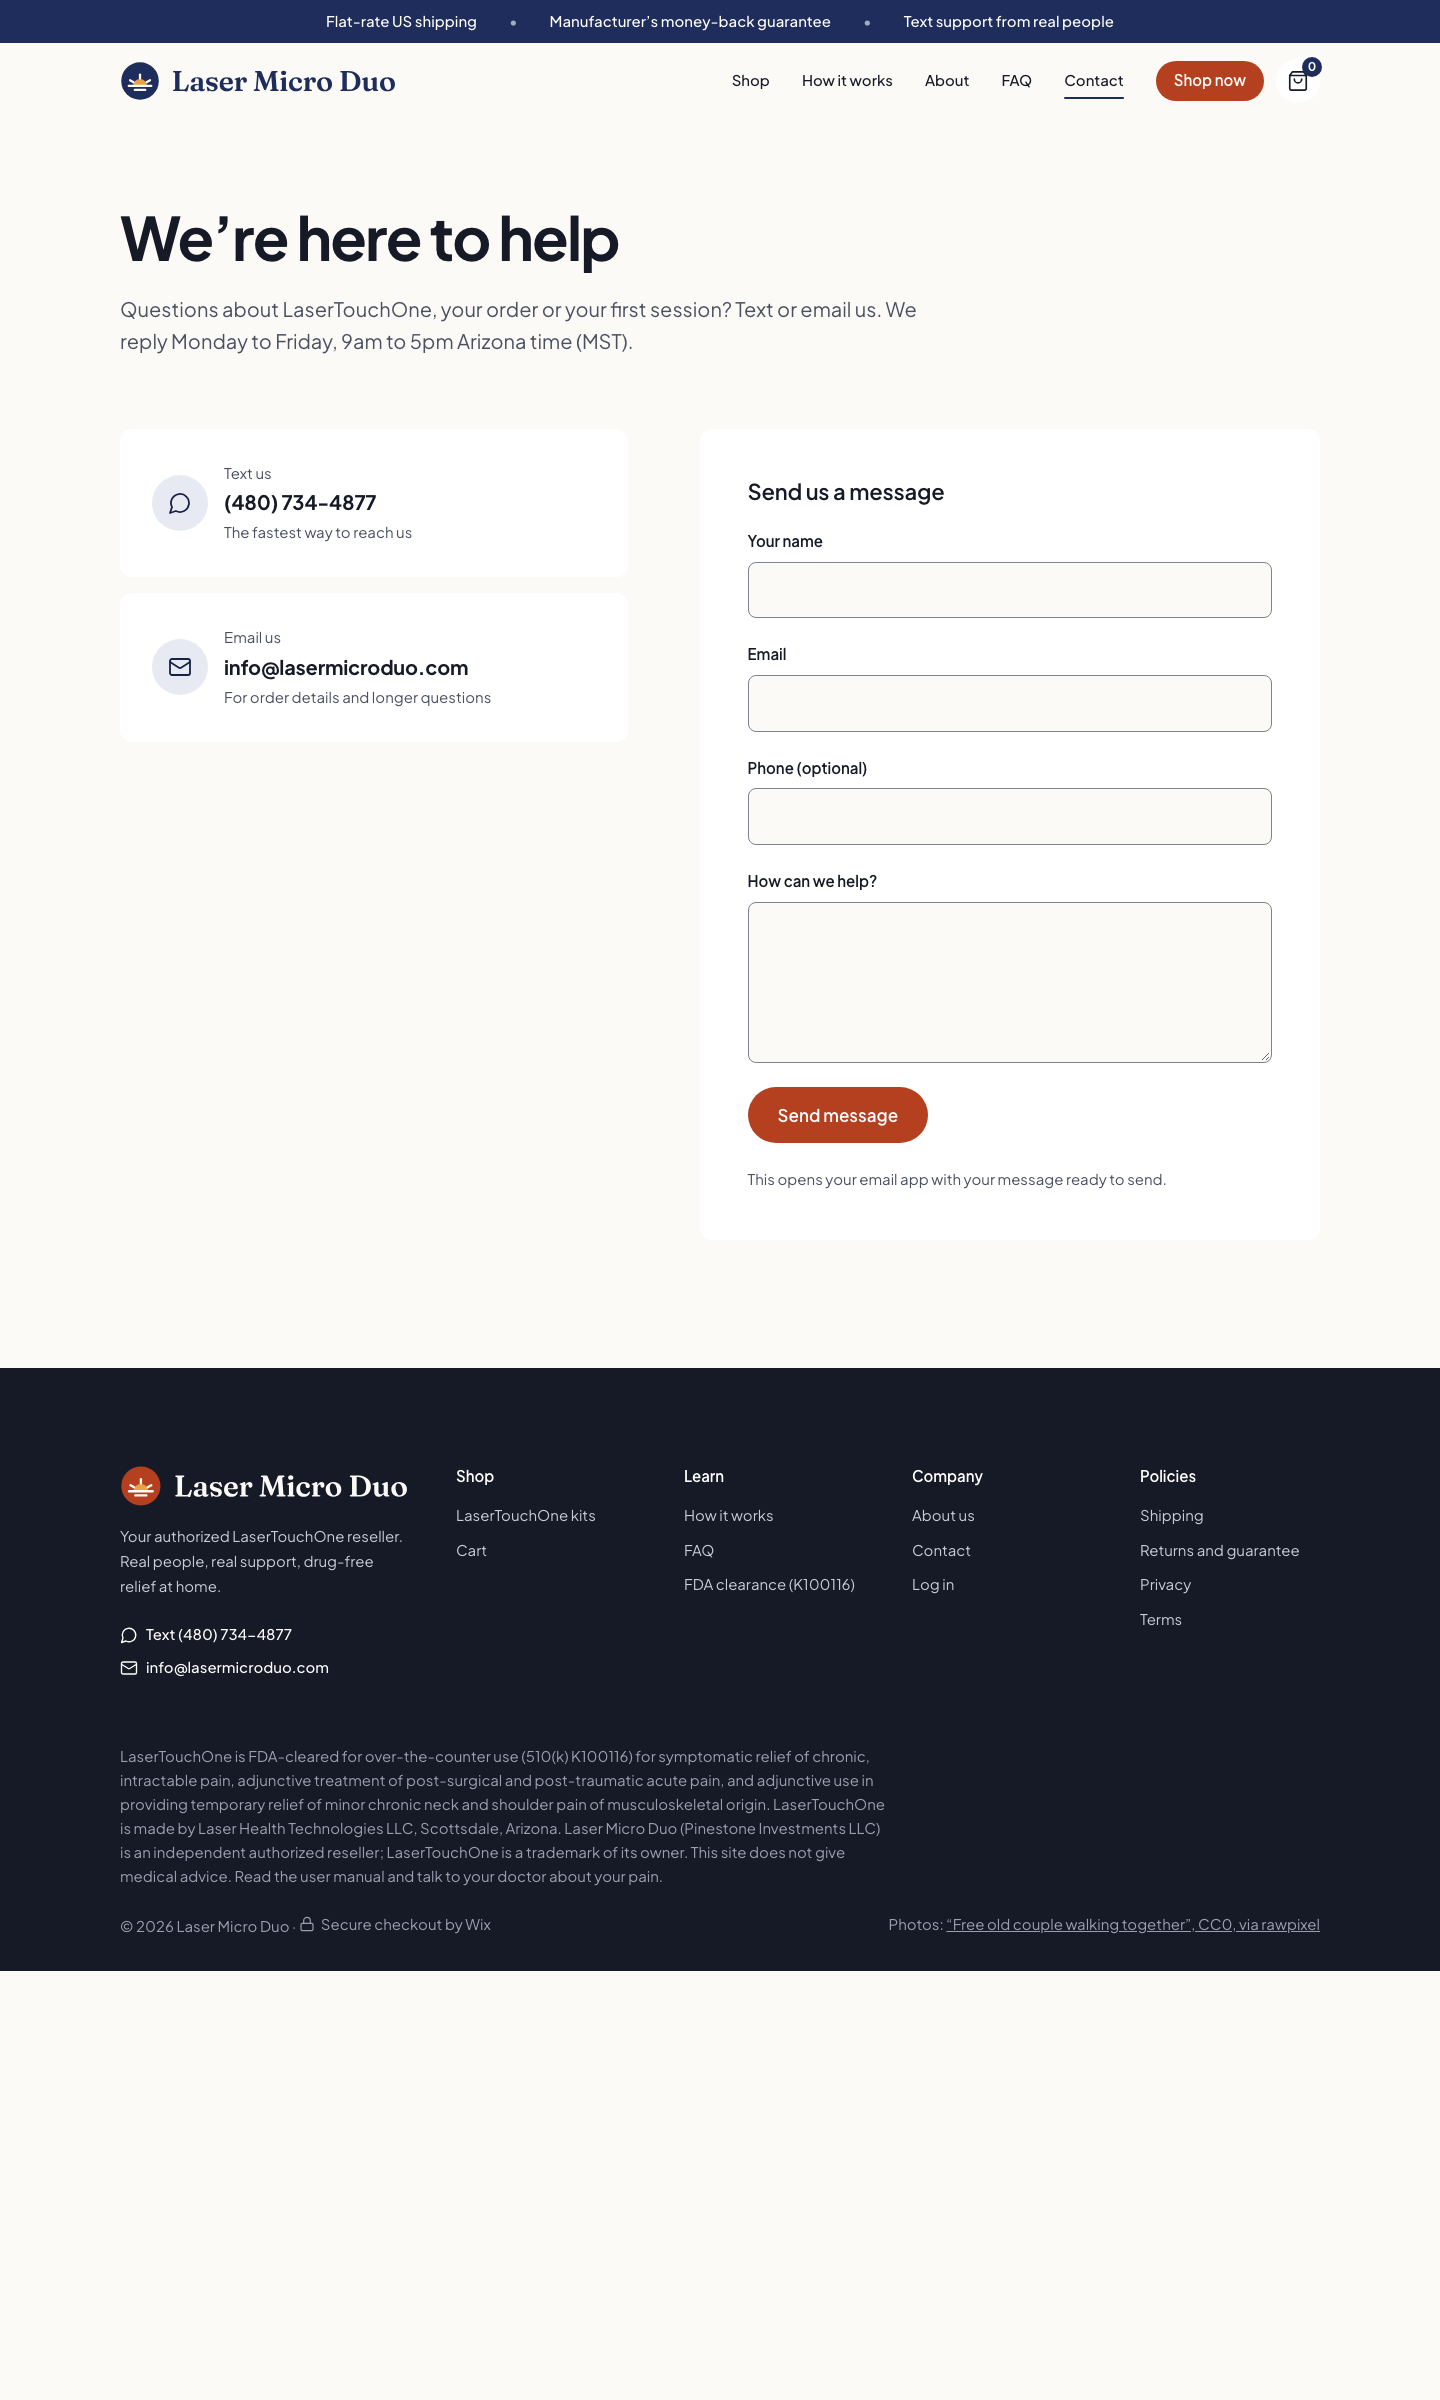 Flat-rate US shipping • Manufacturer’s money-back guarantee • Text support from real people
Laser Micro Duo
Shop How it works About FAQ Contact Shop now 0
We’re here to help
Questions about LaserTouchOne, your order or your first session? Text or email us. We
reply Monday to Friday, 9am to 5pm Arizona time (MST).
Text us
(480) 734-4877
The fastest way to reach us
Email us
info@lasermicroduo.com
For order details and longer questions
Send us a message
Your name
Email
Phone (optional)
How can we help?
Send message
This opens your email app with your message ready to send.
Laser Micro Duo
Your authorized LaserTouchOne reseller.
Real people, real support, drug-free
relief at home.
Text (480) 734-4877
info@lasermicroduo.com
Shop
LaserTouchOne kits
Cart
Learn
How it works
FAQ
FDA clearance (K100116)
Company
About us
Contact
Log in
Policies
Shipping
Returns and guarantee
Privacy
Terms
LaserTouchOne is FDA-cleared for over-the-counter use (510(k) K100116) for symptomatic relief of chronic,
intractable pain, adjunctive treatment of post-surgical and post-traumatic acute pain, and adjunctive use in
providing temporary relief of minor chronic neck and shoulder pain of musculoskeletal origin. LaserTouchOne
is made by Laser Health Technologies LLC, Scottsdale, Arizona. Laser Micro Duo (Pinestone Investments LLC)
is an independent authorized reseller; LaserTouchOne is a trademark of its owner. This site does not give
medical advice. Read the user manual and talk to your doctor about your pain.
© 2026 Laser Micro Duo · Secure checkout by Wix
Photos: “Free old couple walking together”, CC0, via rawpixel